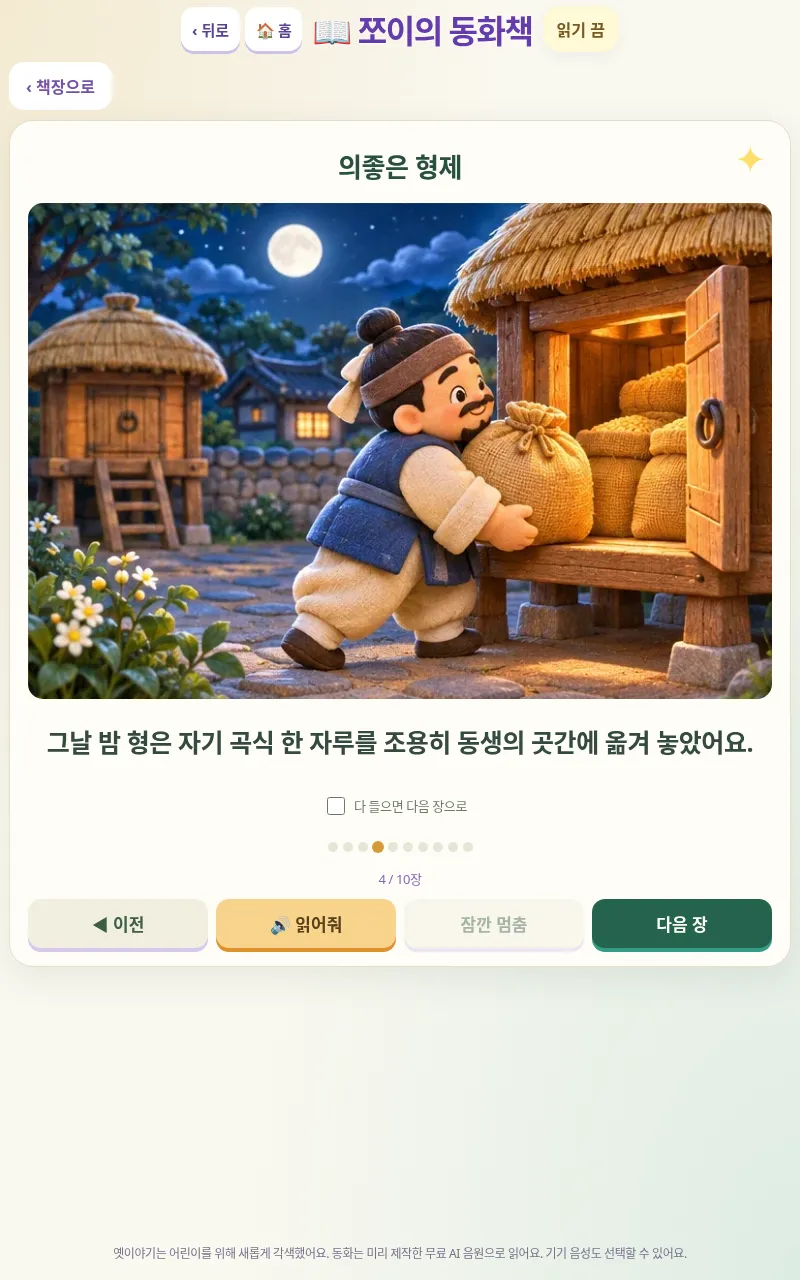 ‹ 뒤로
🏠 홈
📖 쪼이의 동화책
읽기 끝
‹ 책장으로
의좋은 형제
그날 밤 형은 자기 곡식 한 자루를 조용히 동생의 곳간에 옮겨 놓았어요.
다 들으면 다음 장으로
4 / 10장
◀ 이전
🔊 읽어줘
잠깐 멈춤
다음 장
옛이야기는 어린이를 위해 새롭게 각색했어요. 동화는 미리 제작한 무료 AI 음원으로 읽어요. 기기 음성도 선택할 수 있어요.